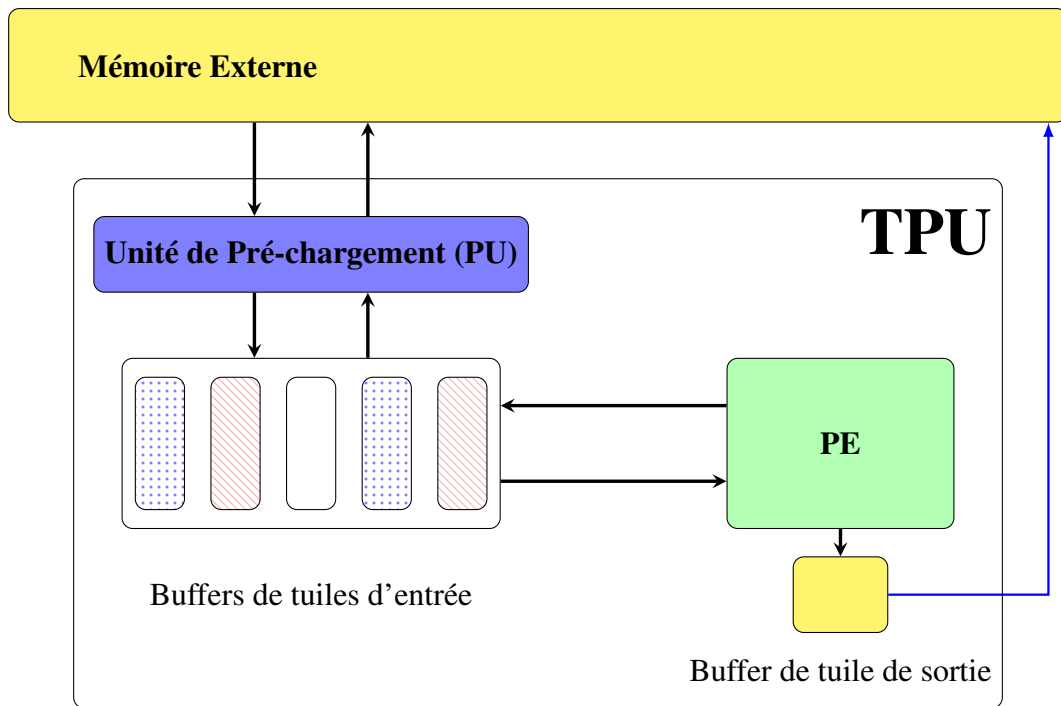 Mémoire Externe
TPU
Unité de Pré-chargement (PU)
PE
Buffers de tuiles d'entrée
Buffer de tuile de sortie